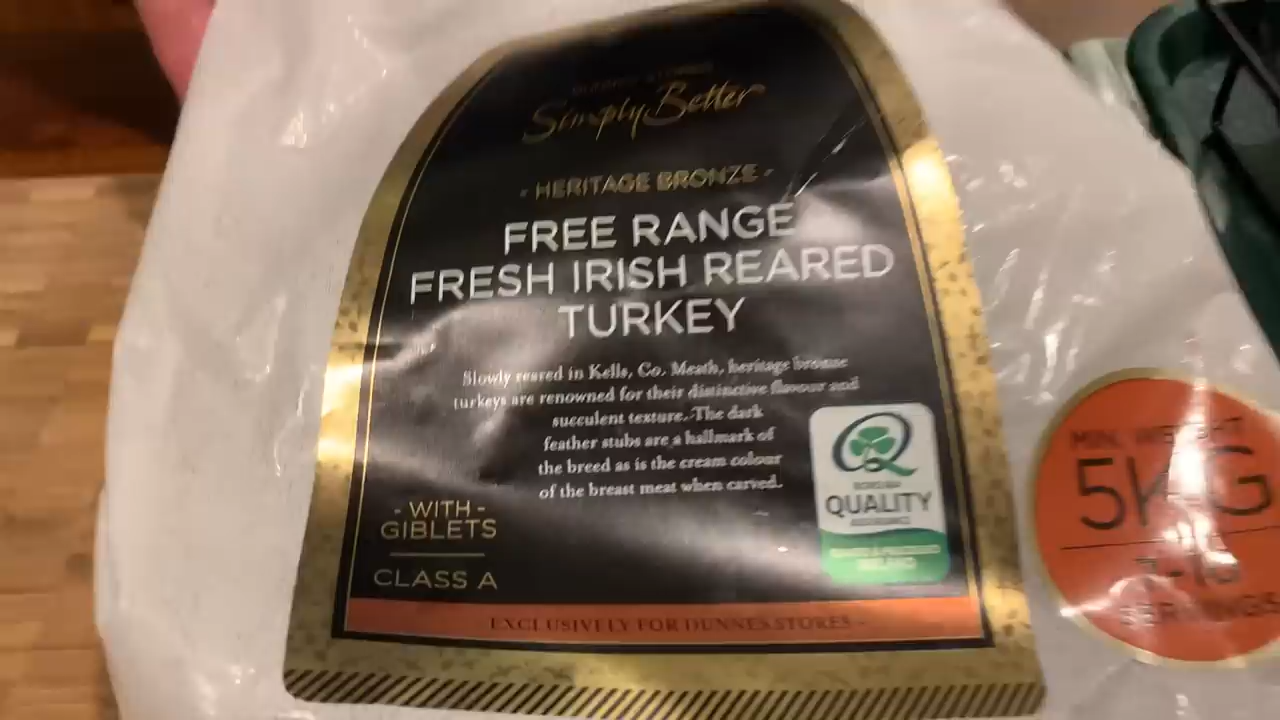 Simply Better
- HERITAGE BRONZE -
FREE RANGE
FRESH IRISH REARED
TURKEY
Slowly reared in Kells, Co. Meath, heritage bronze
turkeys are renowned for their distinctive flavour and
succulent texture. The dark
feather stubs are a hallmark of
the breed as is the cream colour
of the breast meat when carved.
- WITH -
GIBLETS
CLASS A
QUALITY
EXCLUSIVELY FOR DUNNES STORES -
MIN. WEIGHT
5KG
SERVINGS